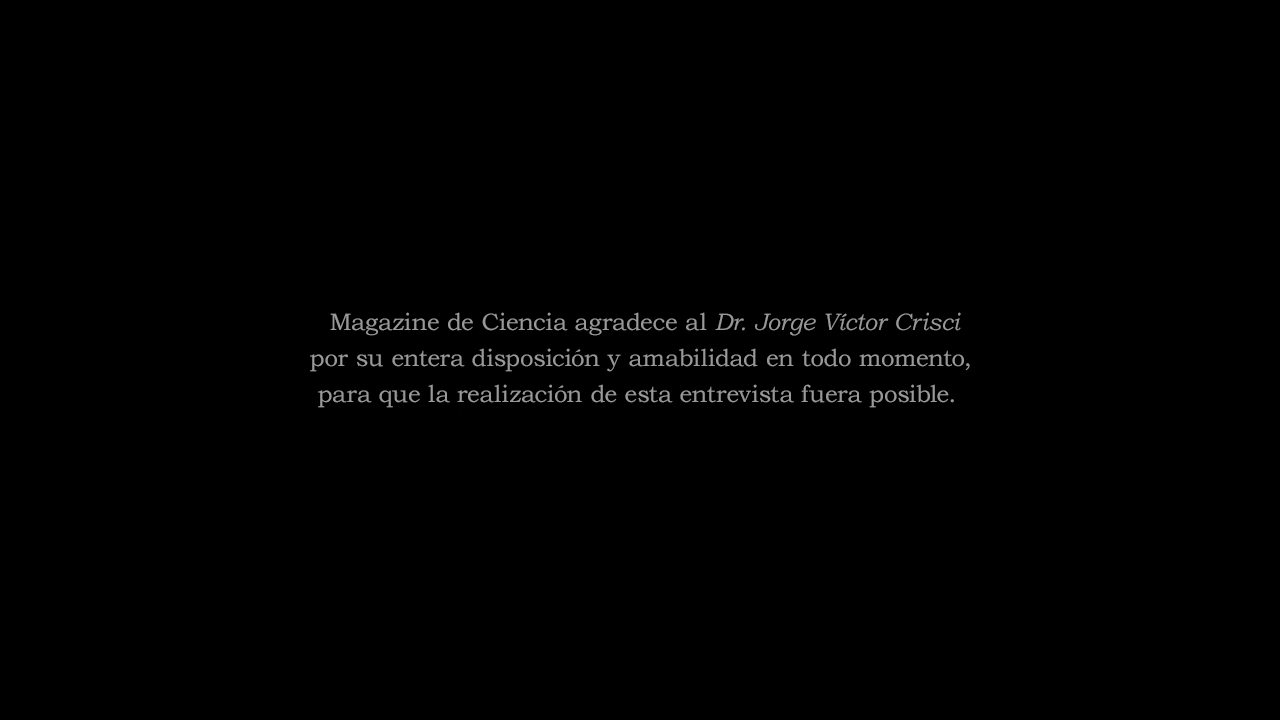 Magazine de Ciencia agradece al Dr. Jorge Víctor Crisci
por su entera disposición y amabilidad en todo momento,
para que la realización de esta entrevista fuera posible.